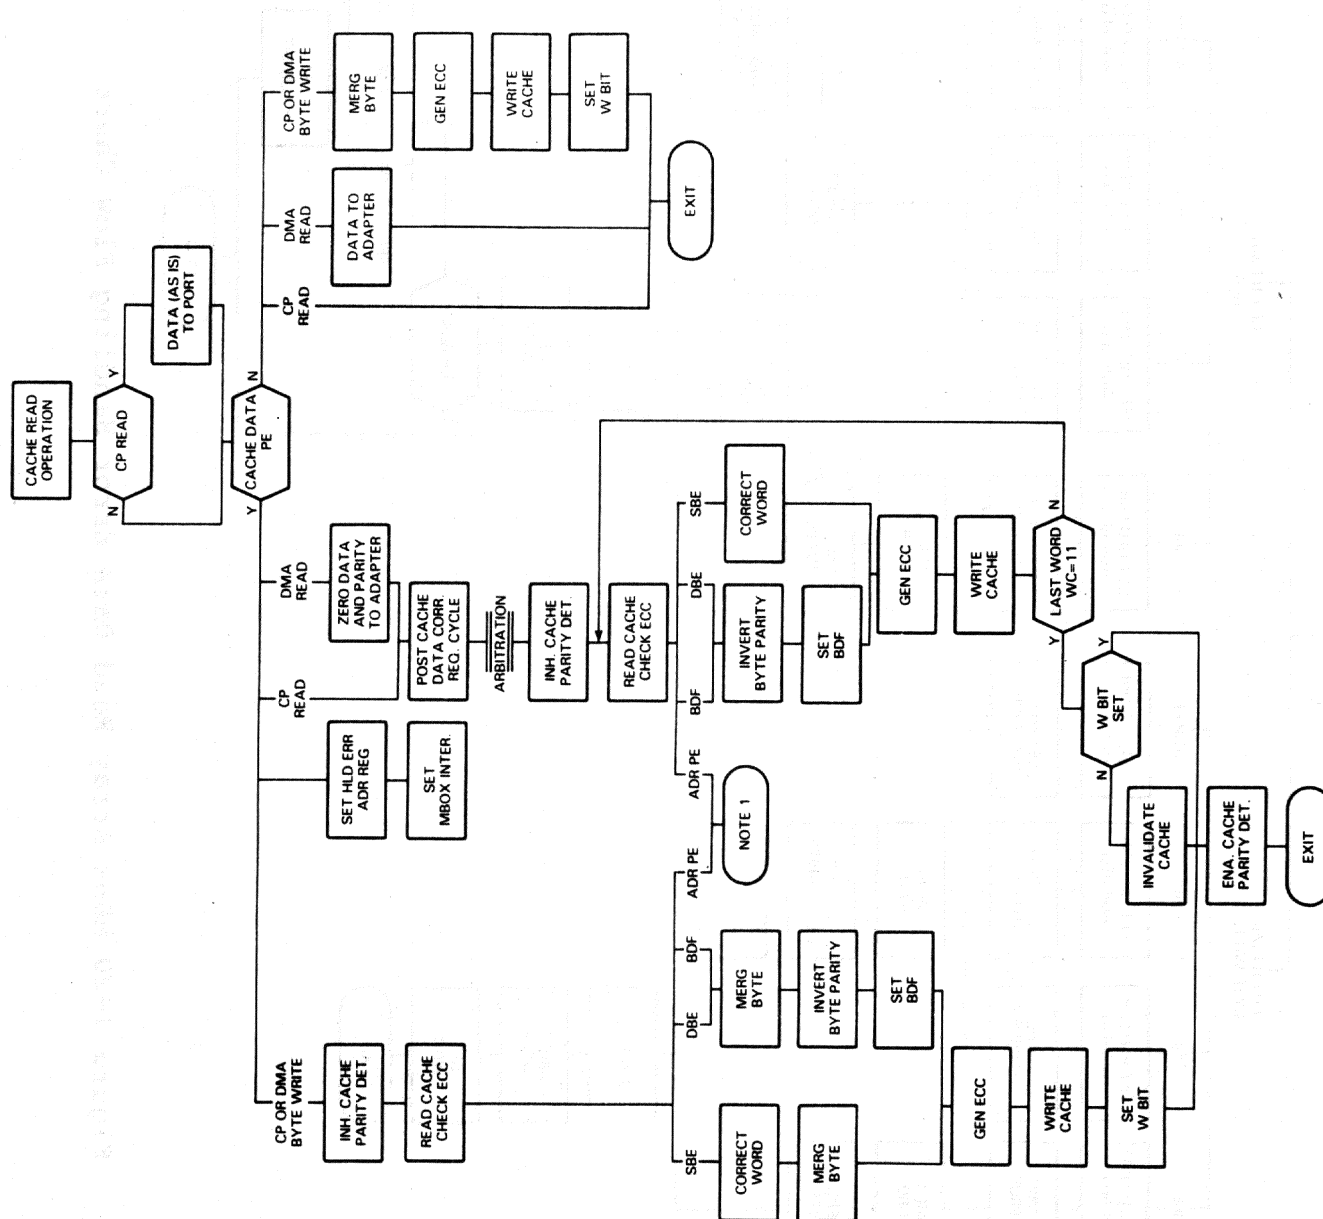 CACHE READ
OPERATION
CP READ
N
Y
DATA (AS IS)
TO PORT
CACHE DATA
PE
Y
N
CP OR DMA
BYTE WRITE
INH. CACHE
PARITY DET.
READ CACHE
CHECK ECC
SET HLD ERR
ADR REG
SET
MBOX INTER.
CP
READ
DMA
READ
ZERO DATA
AND PARITY
TO ADAPTER
POST CACHE
DATA CORR.
REG. CYCLE
ARBITRATION
INH. CACHE
PARITY DET.
READ CACHE
CHECK ECC
CP
READ
DMA
READ
DATA TO
ADAPTER
CP OR DMA
BYTE WRITE
MERG
BYTE
GEN ECC
WRITE
CACHE
SET
W BIT
EXIT
SBE
DBE
BDF
ADR PE
ADR PE
BDF
DBE
SBE
CORRECT
WORD
MERG
BYTE
MERG
BYTE
INVERT
BYTE PARITY
SET
BDF
NOTE 1
INVERT
BYTE PARITY
SET
BDF
CORRECT
WORD
GEN ECC
WRITE
CACHE
SET
W BIT
GEN ECC
WRITE
CACHE
LAST WORD
WC=11
Y
N
W BIT
SET
N
Y
INVALIDATE
CACHE
ENA. CACHE
PARITY DET.
EXIT